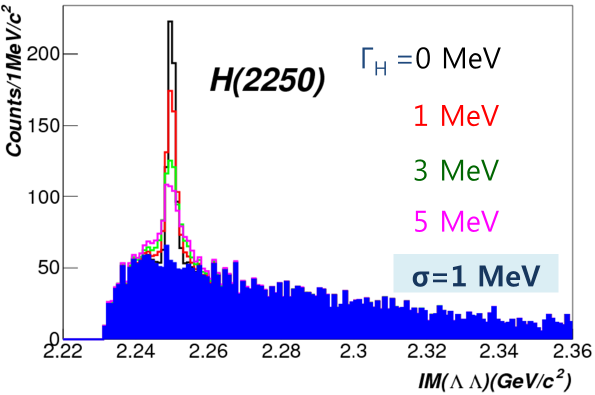 Counts/1MeV/c²
200
150
100
50
0
H(2250)
Γ_H =0 MeV
1 MeV
3 MeV
5 MeV
σ=1 MeV
2.22 2.24 2.26 2.28 2.3 2.32 2.34 2.36
IM(Λ Λ)(GeV/c²)